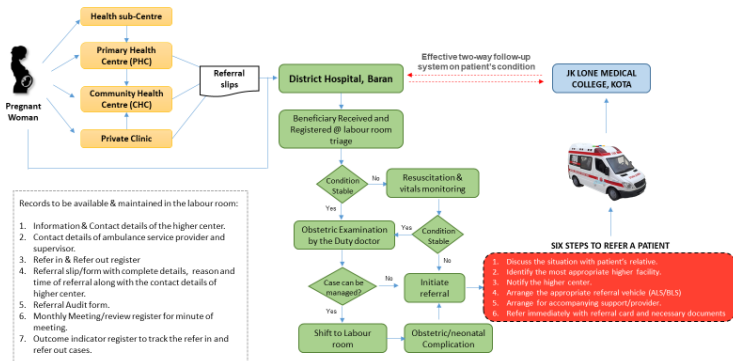 Health sub-Centre
Primary Health
Centre (PHC)
Community Health
Centre (CHC)
Private Clinic
Pregnant
Woman
Referral
slips
District Hospital, Baran
Effective two-way follow-up
system on patient's condition
JK LONE MEDICAL
COLLEGE, KOTA
Beneficiary Received and
Registered @ labour room
triage
Condition
Stable
No
Resuscitation &
vitals monitoring
Yes
Obstetric Examination
by the Duty doctor
Yes
Condition
Stable
No
Case can be
managed?
No
Initiate
referral
Yes
Shift to Labour
room
Obstetric/neonatal
Complication
SIX STEPS TO REFER A PATIENT
1. Discuss the situation with patient's relative.
2. Identify the most appropriate higher facility.
3. Notify the higher center.
4. Arrange the appropriate referral vehicle (ALS/BLS)
5. Arrange for accompanying support/provider.
6. Refer immediately with referral card and necessary documents
Records to be available & maintained in the labour room:
1. Information & Contact details of the higher center.
2. Contact details of ambulance service provider and
supervisor.
3. Refer in & Refer out register
4. Referral slip/form with complete details, reason and
time of referral along with the contact details of
higher center.
5. Referral Audit form.
6. Monthly Meeting/review register for minute of
meeting.
7. Outcome indicator register to track the refer in and
refer out cases.